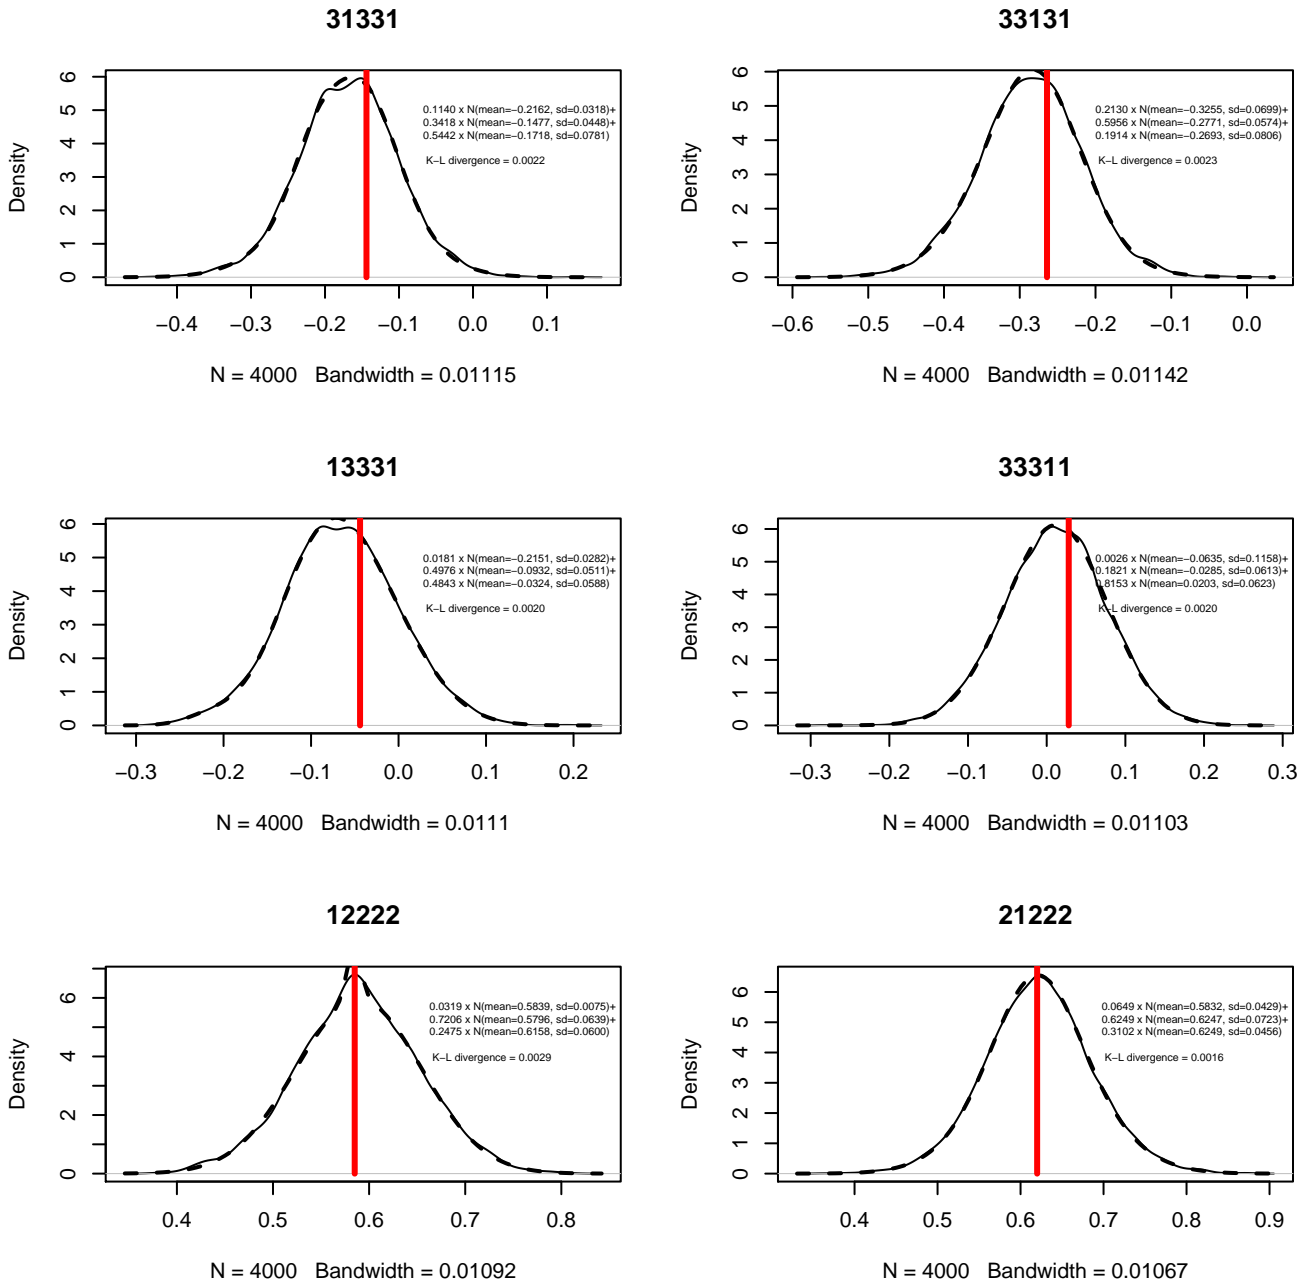 31331
6
5
4
3
2
1
0
Density
0.1140 x N(mean=−0.2162, sd=0.0318)+
0.3418 x N(mean=−0.1477, sd=0.0448)+
0.5442 x N(mean=−0.1718, sd=0.0781)
K−L divergence = 0.0022
−0.4 −0.3 −0.2 −0.1 0.0 0.1
N = 4000 Bandwidth = 0.01115
33131
6
5
4
3
2
1
0
Density
0.2130 x N(mean=−0.3255, sd=0.0699)+
0.5956 x N(mean=−0.2771, sd=0.0574)+
0.1914 x N(mean=−0.2693, sd=0.0806)
K−L divergence = 0.0023
−0.6 −0.5 −0.4 −0.3 −0.2 −0.1 0.0
N = 4000 Bandwidth = 0.01142
13331
6
5
4
3
2
1
0
Density
0.0181 x N(mean=−0.2151, sd=0.0282)+
0.4976 x N(mean=−0.0932, sd=0.0511)+
0.4843 x N(mean=−0.0324, sd=0.0588)
K−L divergence = 0.0020
−0.3 −0.2 −0.1 0.0 0.1 0.2
N = 4000 Bandwidth = 0.0111
33311
6
5
4
3
2
1
0
Density
0.0026 x N(mean=−0.0635, sd=0.1158)+
0.1821 x N(mean=−0.0285, sd=0.0613)+
0.8153 x N(mean=0.0203, sd=0.0623)
K−L divergence = 0.0020
−0.3 −0.2 −0.1 0.0 0.1 0.2 0.3
N = 4000 Bandwidth = 0.01103
12222
6
4
2
0
Density
0.0319 x N(mean=0.5839, sd=0.0075)+
0.7206 x N(mean=0.5796, sd=0.0639)+
0.2475 x N(mean=0.6158, sd=0.0600)
K−L divergence = 0.0029
0.4 0.5 0.6 0.7 0.8
N = 4000 Bandwidth = 0.01092
21222
6
5
4
3
2
1
0
Density
0.0649 x N(mean=0.5832, sd=0.0429)+
0.6249 x N(mean=0.6247, sd=0.0723)+
0.3102 x N(mean=0.6249, sd=0.0456)
K−L divergence = 0.0016
0.4 0.5 0.6 0.7 0.8 0.9
N = 4000 Bandwidth = 0.01067